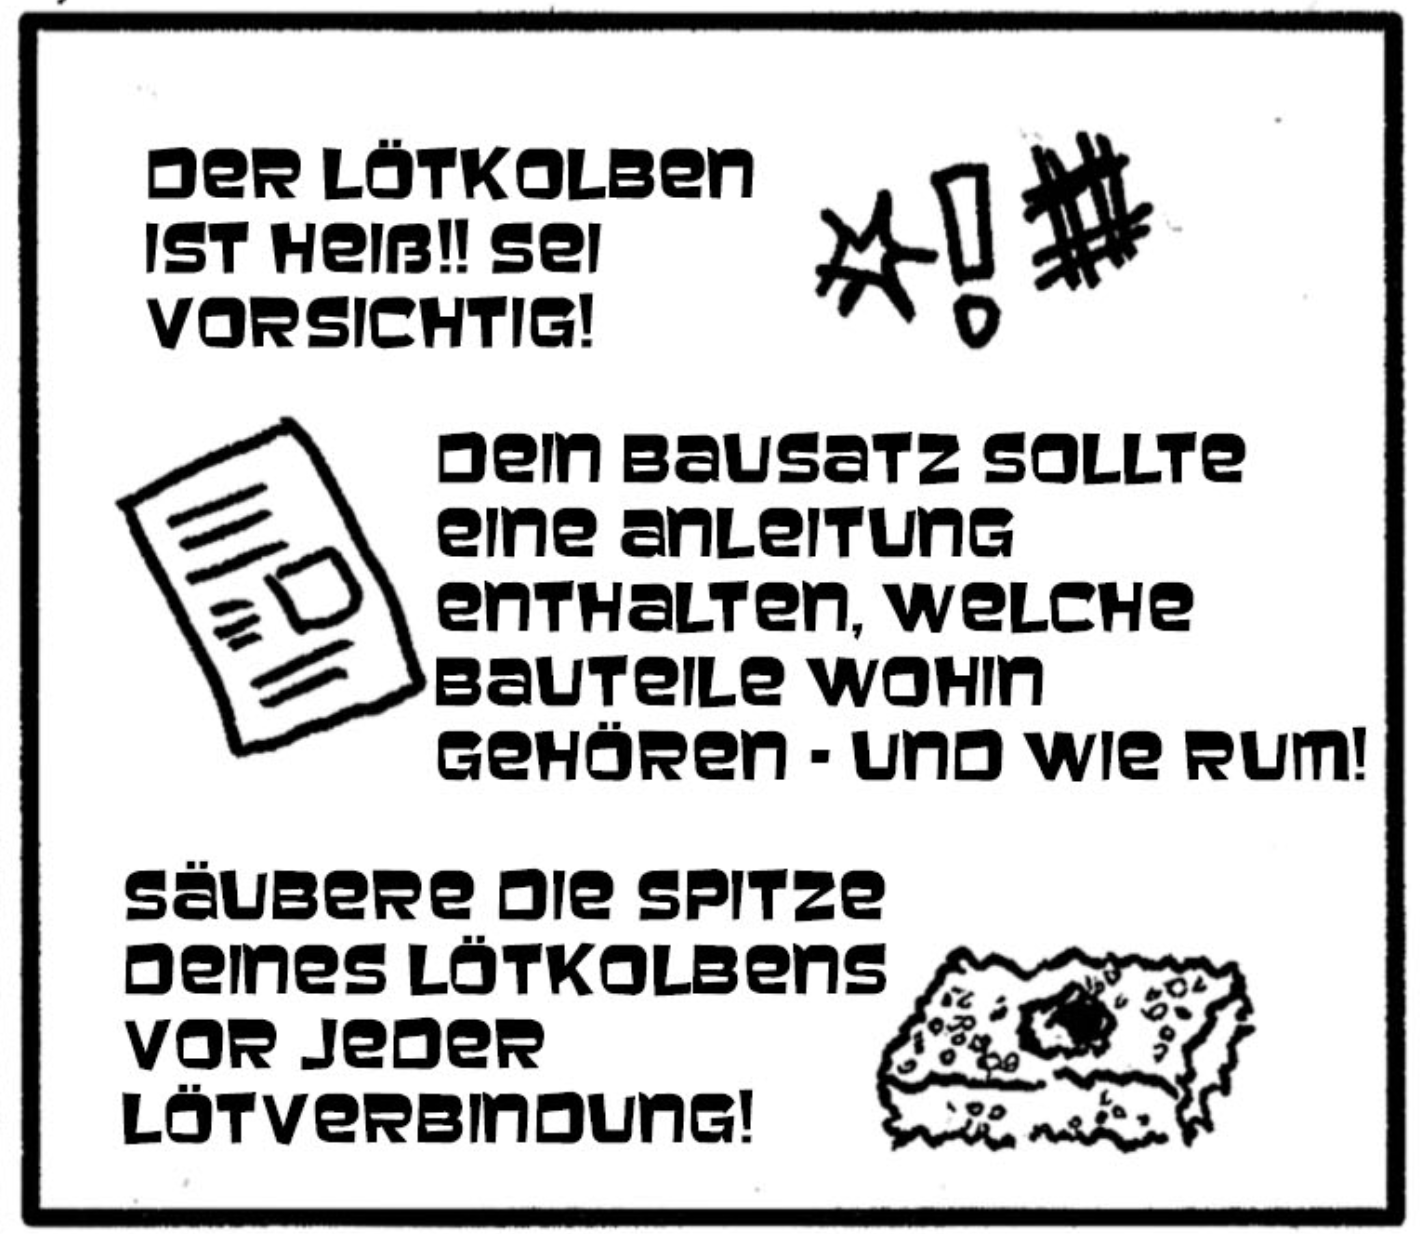 DER LÖTKOLBEN
IST HEIß!! SEI
VORSICHTIG!
*!#
DEIN BAUSATZ SOLLTE
EINE ANLEITUNG
ENTHALTEN, WELCHE
BAUTEILE WOHIN
GEHÖREN - UND WIE RUM!
SÄUBERE DIE SPITZE
DEINES LÖTKOLBENS
VOR JEDER
LÖTVERBINDUNG!